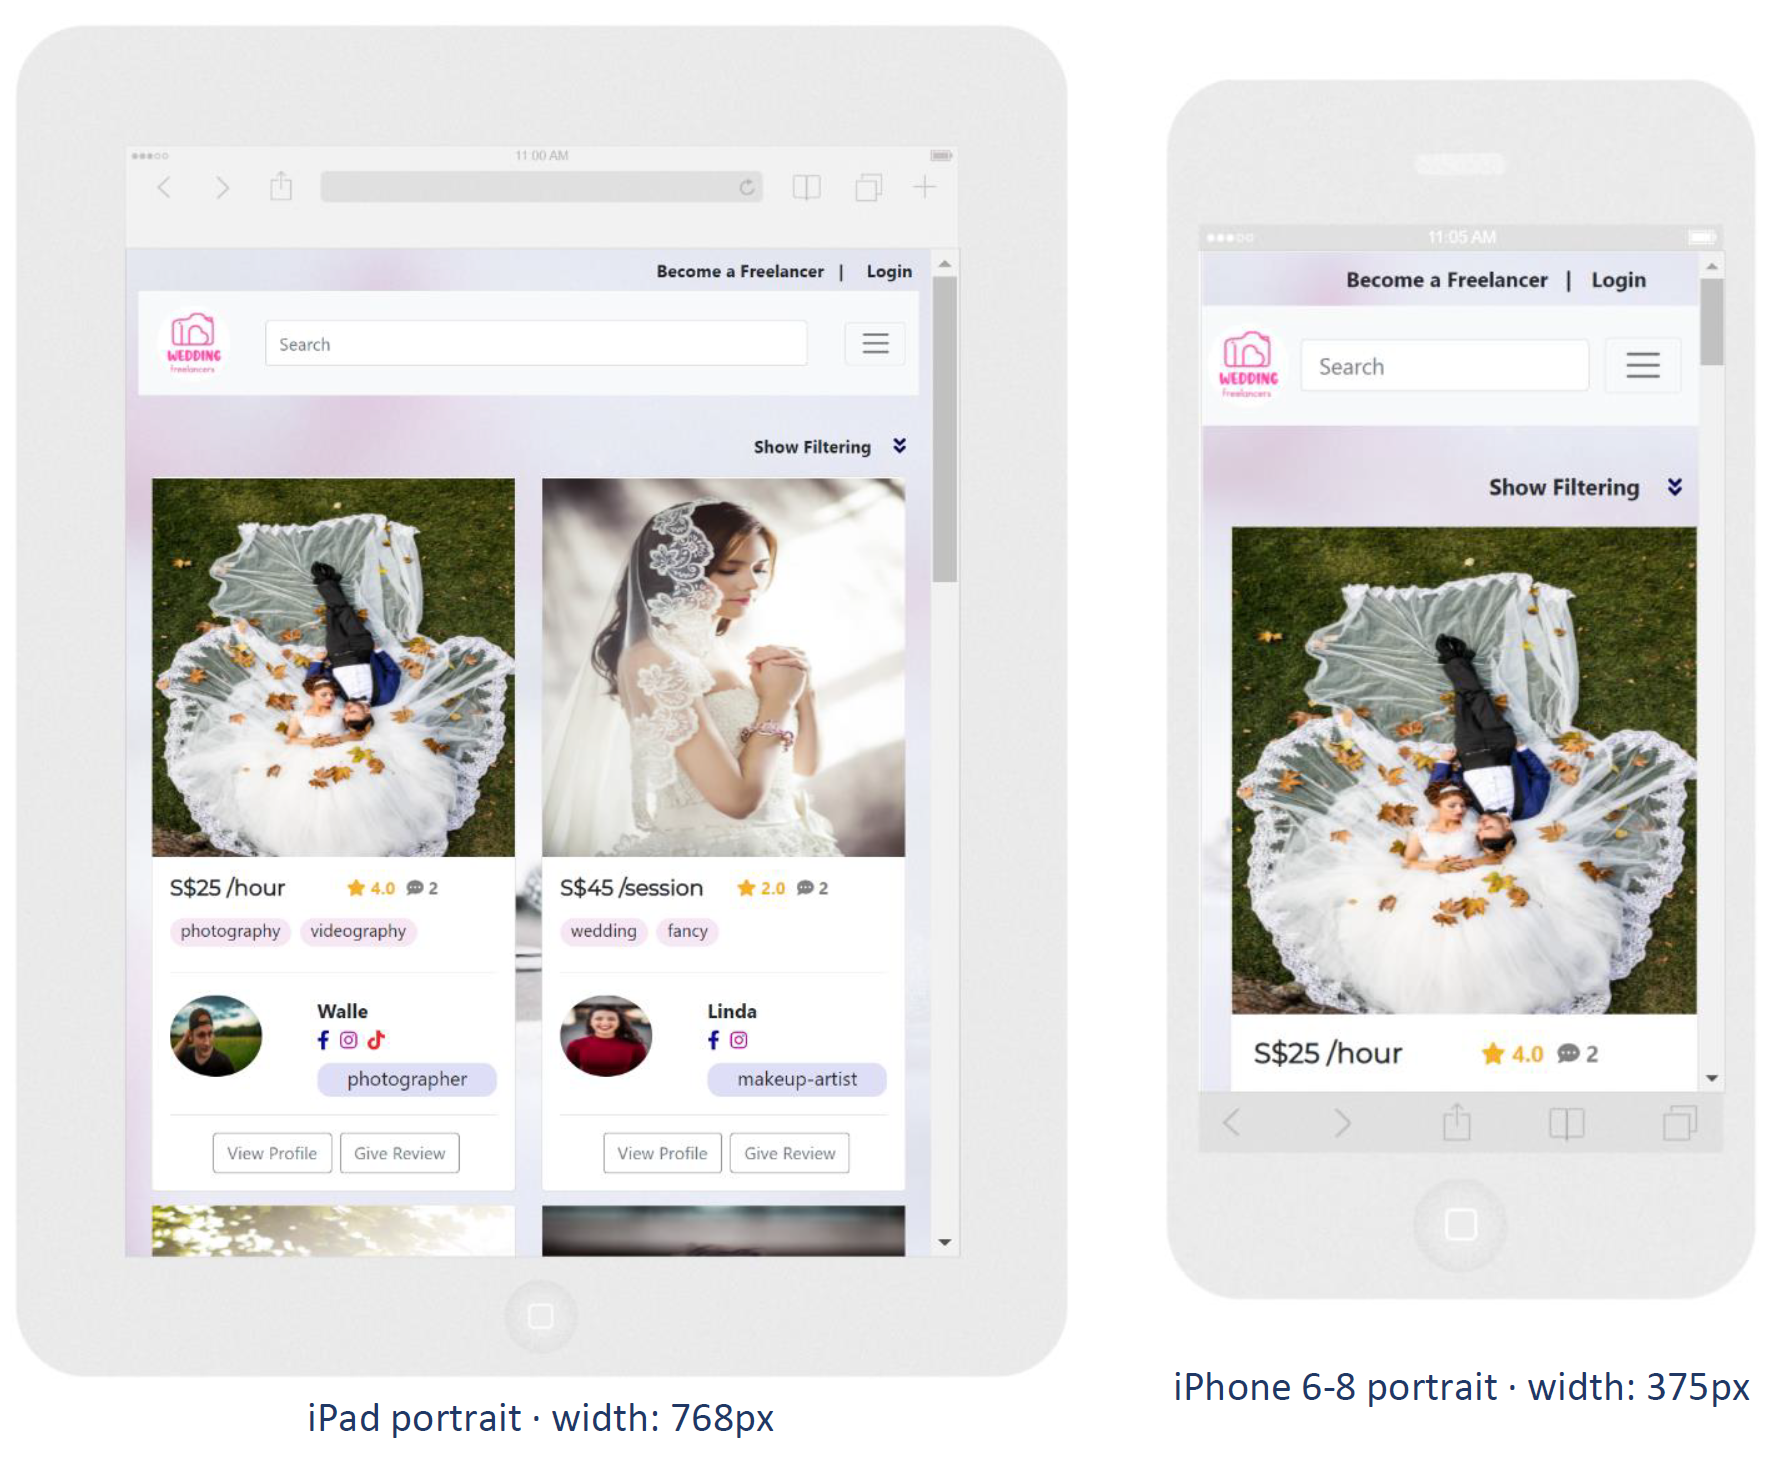 11:00 AM
Become a Freelancer | Login
WEDDING
freelancers
Search
Show Filtering
S$25 /hour 4.0 2
photography videography
Walle
photographer
View Profile Give Review
S$45 /session 2.0 2
wedding fancy
Linda
makeup-artist
View Profile Give Review
iPad portrait · width: 768px
11:05 AM
Become a Freelancer | Login
WEDDING
Freelancers
Search
Show Filtering
S$25 /hour 4.0 2
iPhone 6-8 portrait · width: 375px